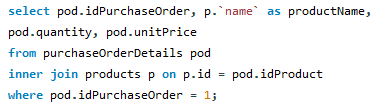 select pod.idPurchaseOrder, p.`name` as productName,
pod.quantity, pod.unitPrice
from purchaseOrderDetails pod
inner join products p on p.id = pod.idProduct
where pod.idPurchaseOrder = 1;